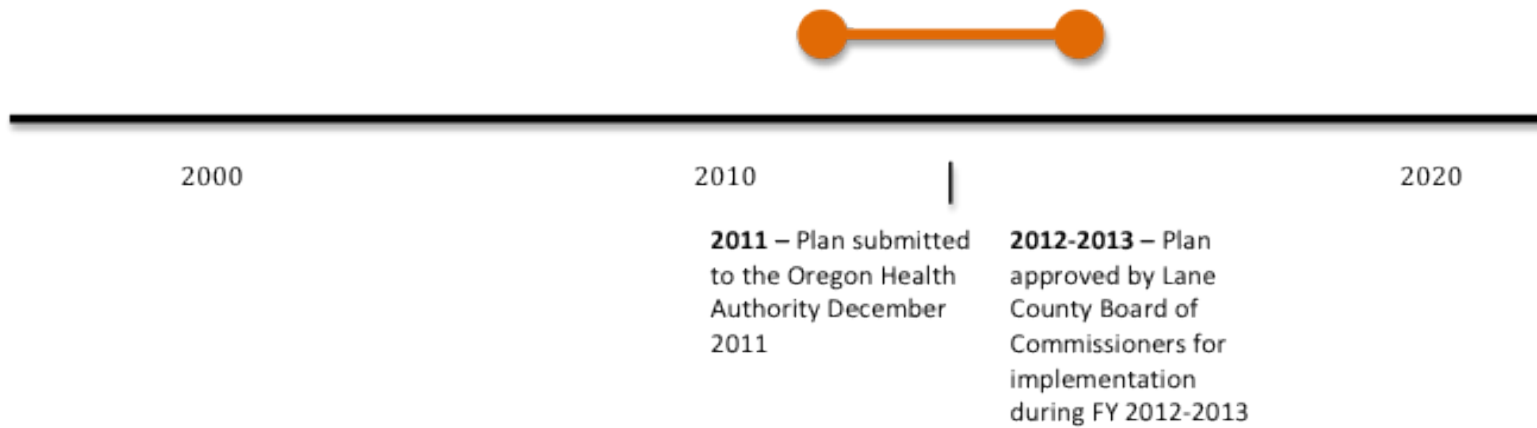 2000
2010
2020
2011 – Plan submitted
to the Oregon Health
Authority December
2011
2012-2013 – Plan
approved by Lane
County Board of
Commissioners for
implementation
during FY 2012-2013